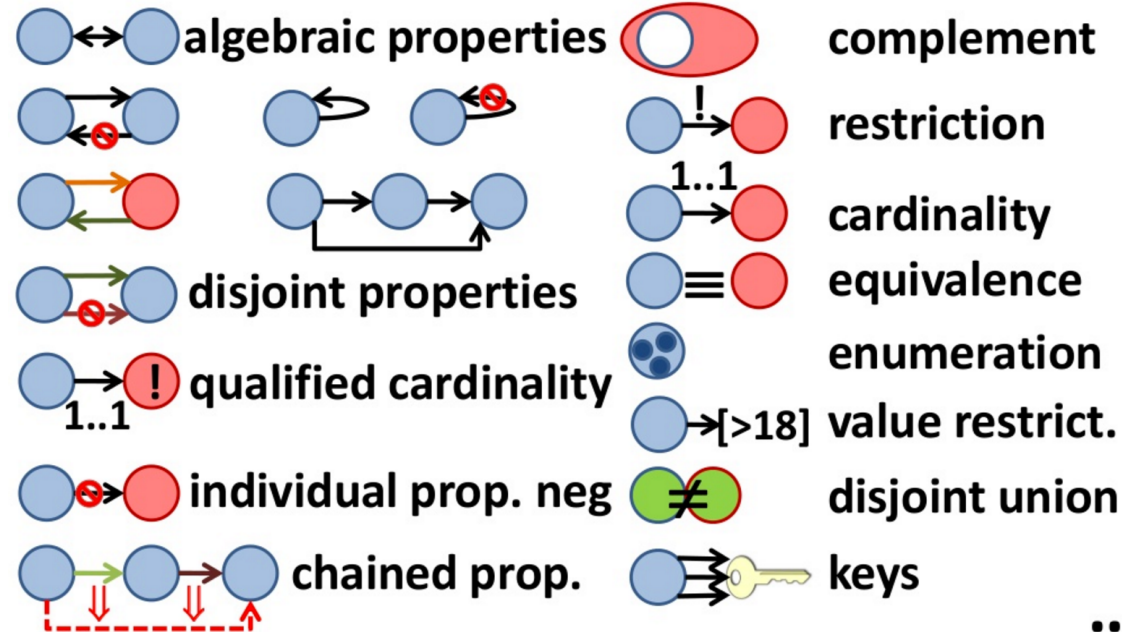 algebraic properties
disjoint properties
1..1 ! qualified cardinality
individual prop. neg
chained prop.
complement
! restriction
1..1 cardinality
≡ equivalence
enumeration
[>18] value restrict.
≠ disjoint union
keys
..